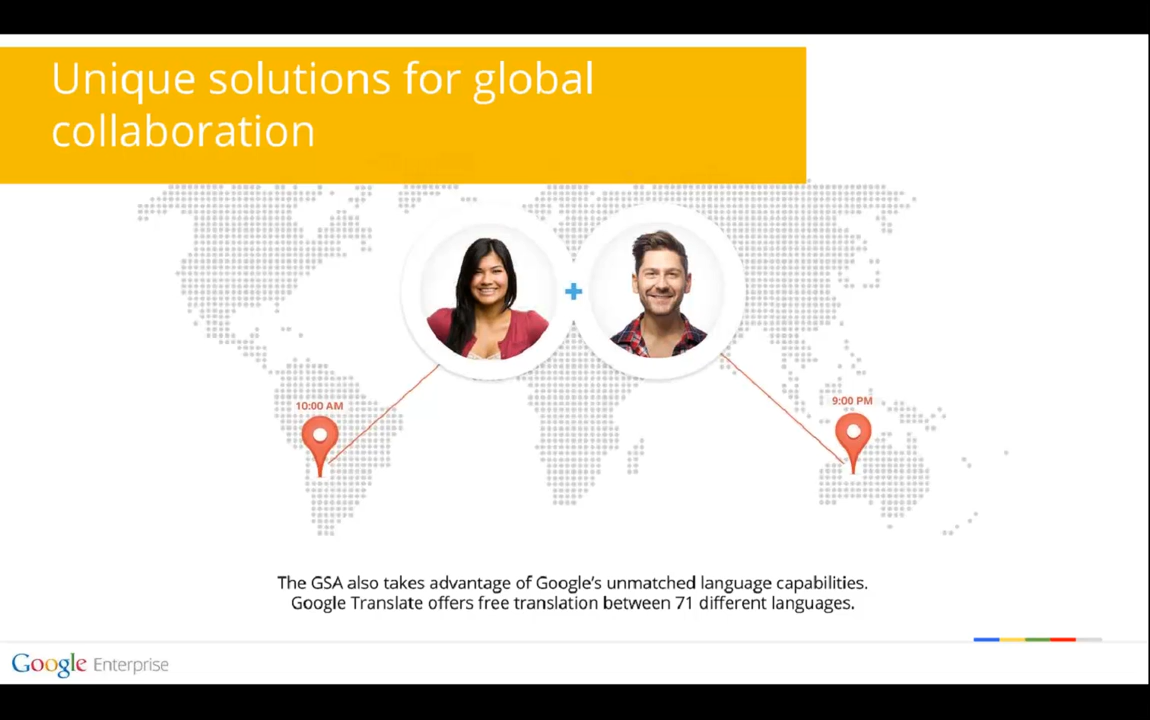 Unique solutions for global
collaboration
10:00 AM
9:00 PM
The GSA also takes advantage of Google's unmatched language capabilities.
Google Translate offers free translation between 71 different languages.
Google Enterprise